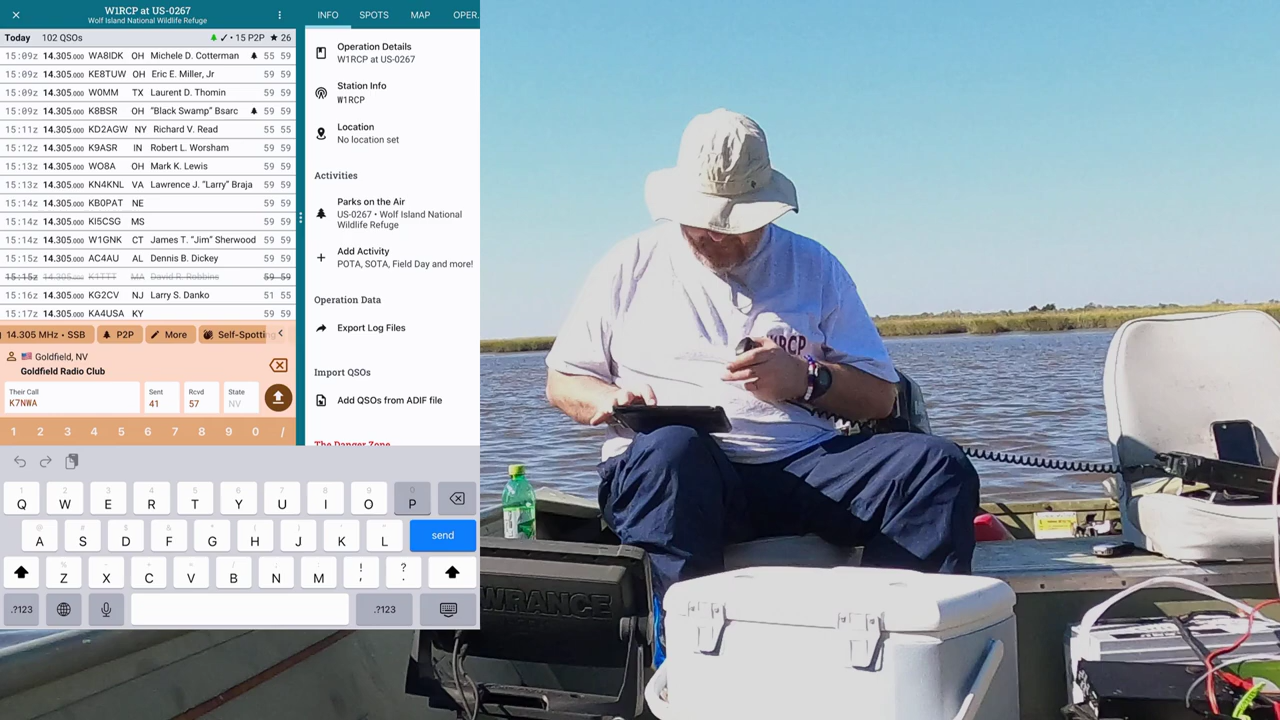 W1RCP at US-0267
Wolf Island National Wildlife Refuge
Today 102 QSOs ✓ • 15 P2P ★ 26
15:09z 14.305.000 WA8IDK OH Michele D. Cotterman 55 59
15:09z 14.305.000 KE8TUW OH Eric E. Miller, Jr 59 59
15:09z 14.305.000 W0MM TX Laurent D. Thomin 59 59
15:09z 14.305.000 K8BSR OH "Black Swamp" Bsarc 59 59
15:11z 14.305.000 KD2AGW NY Richard V. Read 55 55
15:12z 14.305.000 K9ASR IN Robert L. Worsham 59 59
15:13z 14.305.000 WO8A OH Mark K. Lewis 59 59
15:13z 14.305.000 KN4KNL VA Lawrence J. "Larry" Braja 59 59
15:14z 14.305.000 KB0PAT NE 59 59
15:14z 14.305.000 KI5CSG MS 59 59
15:14z 14.305.000 W1GNK CT James T. "Jim" Sherwood 59 59
15:15z 14.305.000 AC4AU AL Dennis B. Dickey 59 59
15:15z 14.305.000 K1TTT MA David R. Robbins 59 59
15:16z 14.305.000 KG2CV NJ Larry S. Danko 51 55
15:17z 14.305.000 KA4USA KY 59 59
14.305 MHz • SSB P2P More Self-Spotting
Goldfield, NV
Goldfield Radio Club
Their Call Sent Rcvd State
K7NWA 41 57 NV
1 2 3 4 5 6 7 8 9 0 /
INFO SPOTS MAP OPER.
Operation Details
W1RCP at US-0267
Station Info
W1RCP
Location
No location set
Activities
Parks on the Air
US-0267 • Wolf Island National
Wildlife Refuge
Add Activity
POTA, SOTA, Field Day and more!
Operation Data
Export Log Files
Import QSOs
Add QSOs from ADIF file
The Danger Zone
1 2 3 4 5 6 7 8 9 0
Q W E R T Y U I O P
@ # $ & * ( ) ' "
A S D F G H J K L send
% - + = / ; : ! ?
Z X C V B N M , .
.?123 .?123
W1RCP
LOWRANCE